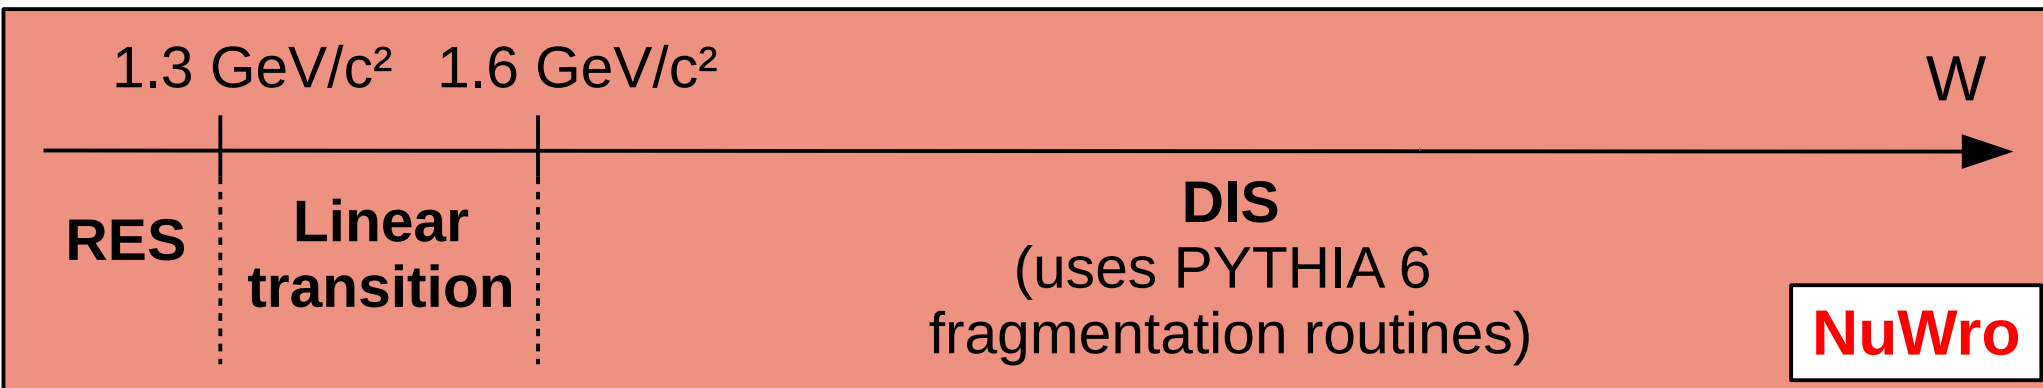 1.3 GeV/c² 1.6 GeV/c²
W
RES
Linear
transition
DIS
(uses PYTHIA 6
fragmentation routines)
NuWro